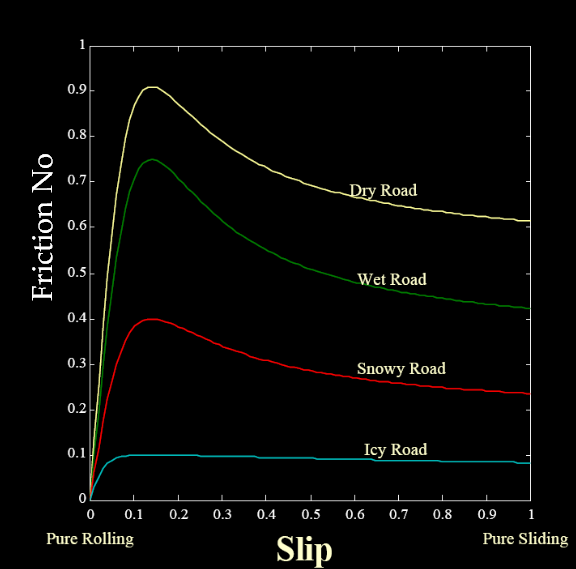 1
0.9
0.8
0.7
0.6
0.5
0.4
0.3
0.2
0.1
0
Friction No
Dry Road
Wet Road
Snowy Road
Icy Road
0 0.1 0.2 0.3 0.4 0.5 0.6 0.7 0.8 0.9 1
Pure Rolling
Slip
Pure Sliding